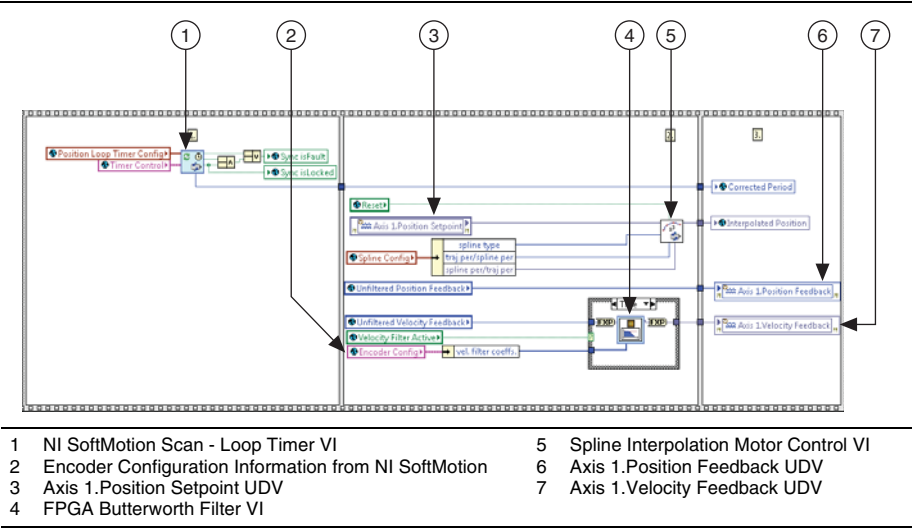 1 2 3 4 5 6 7
Position Loop Timer Config
Timer Control
Sync isFault
Sync isLocked
Corrected Period
Reset
Axis 1.Position Setpoint
Interpolated Position
spline type
Spline Config
traj per/spline per
spline per/traj per
Unfiltered Position Feedback
Axis 1.Position Feedback
Unfiltered Velocity Feedback
EXP
EXP
Axis 1.Velocity Feedback
Velocity Filter Active
Encoder Config
vel. filter coeffs.
1 NI SoftMotion Scan - Loop Timer VI
2 Encoder Configuration Information from NI SoftMotion
3 Axis 1.Position Setpoint UDV
4 FPGA Butterworth Filter VI
5 Spline Interpolation Motor Control VI
6 Axis 1.Position Feedback UDV
7 Axis 1.Velocity Feedback UDV